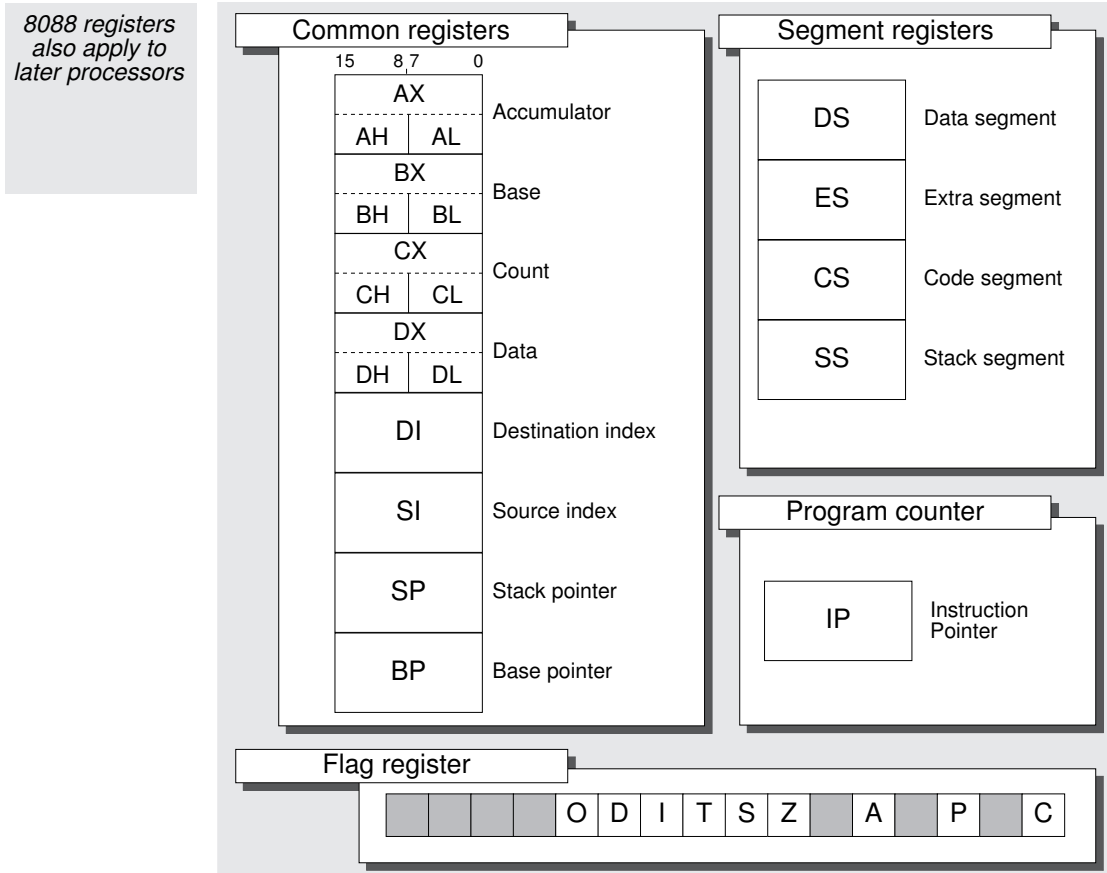 8088 registers
also apply to
later processors
Common registers
15 8 7 0
AX
AH AL
Accumulator
BX
BH BL
Base
CX
CH CL
Count
DX
DH DL
Data
DI
Destination index
SI
Source index
SP
Stack pointer
BP
Base pointer
Segment registers
DS
Data segment
ES
Extra segment
CS
Code segment
SS
Stack segment
Program counter
IP
Instruction
Pointer
Flag register
O D I T S Z A P C